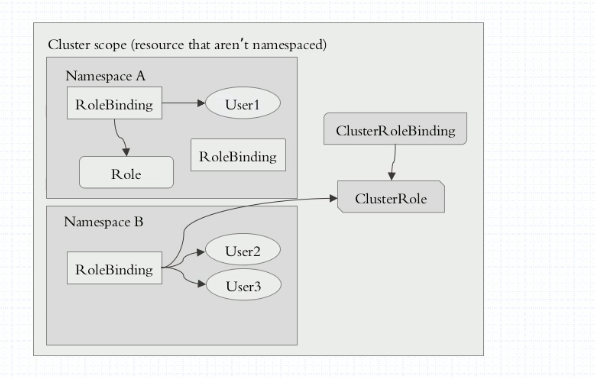 Cluster scope (resource that aren't namespaced)
Namespace A
RoleBinding
User1
RoleBinding
Role
ClusterRoleBinding
ClusterRole
Namespace B
RoleBinding
User2
User3